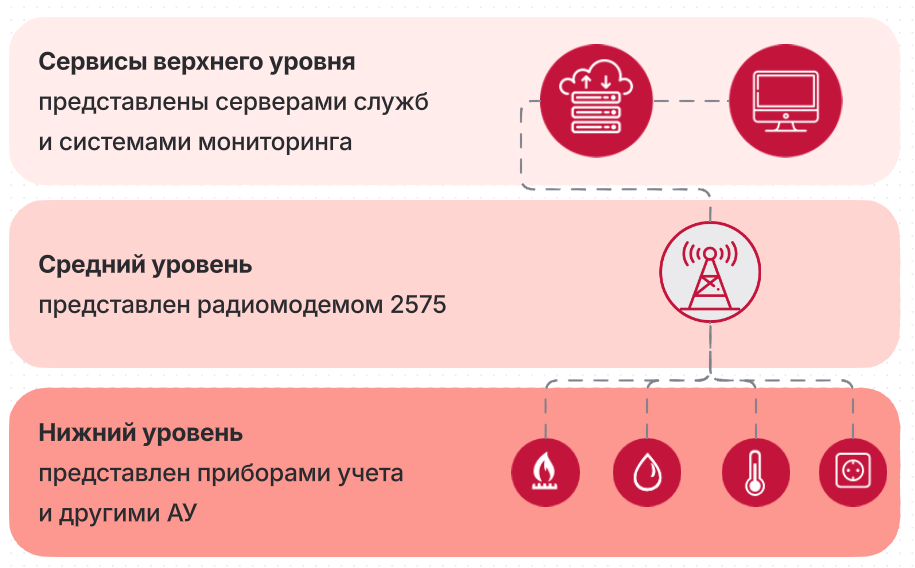 Сервисы верхнего уровня
представлены серверами служб
и системами мониторинга
Средний уровень
представлен радиомодемом 2575
Нижний уровень
представлен приборами учета
и другими АУ